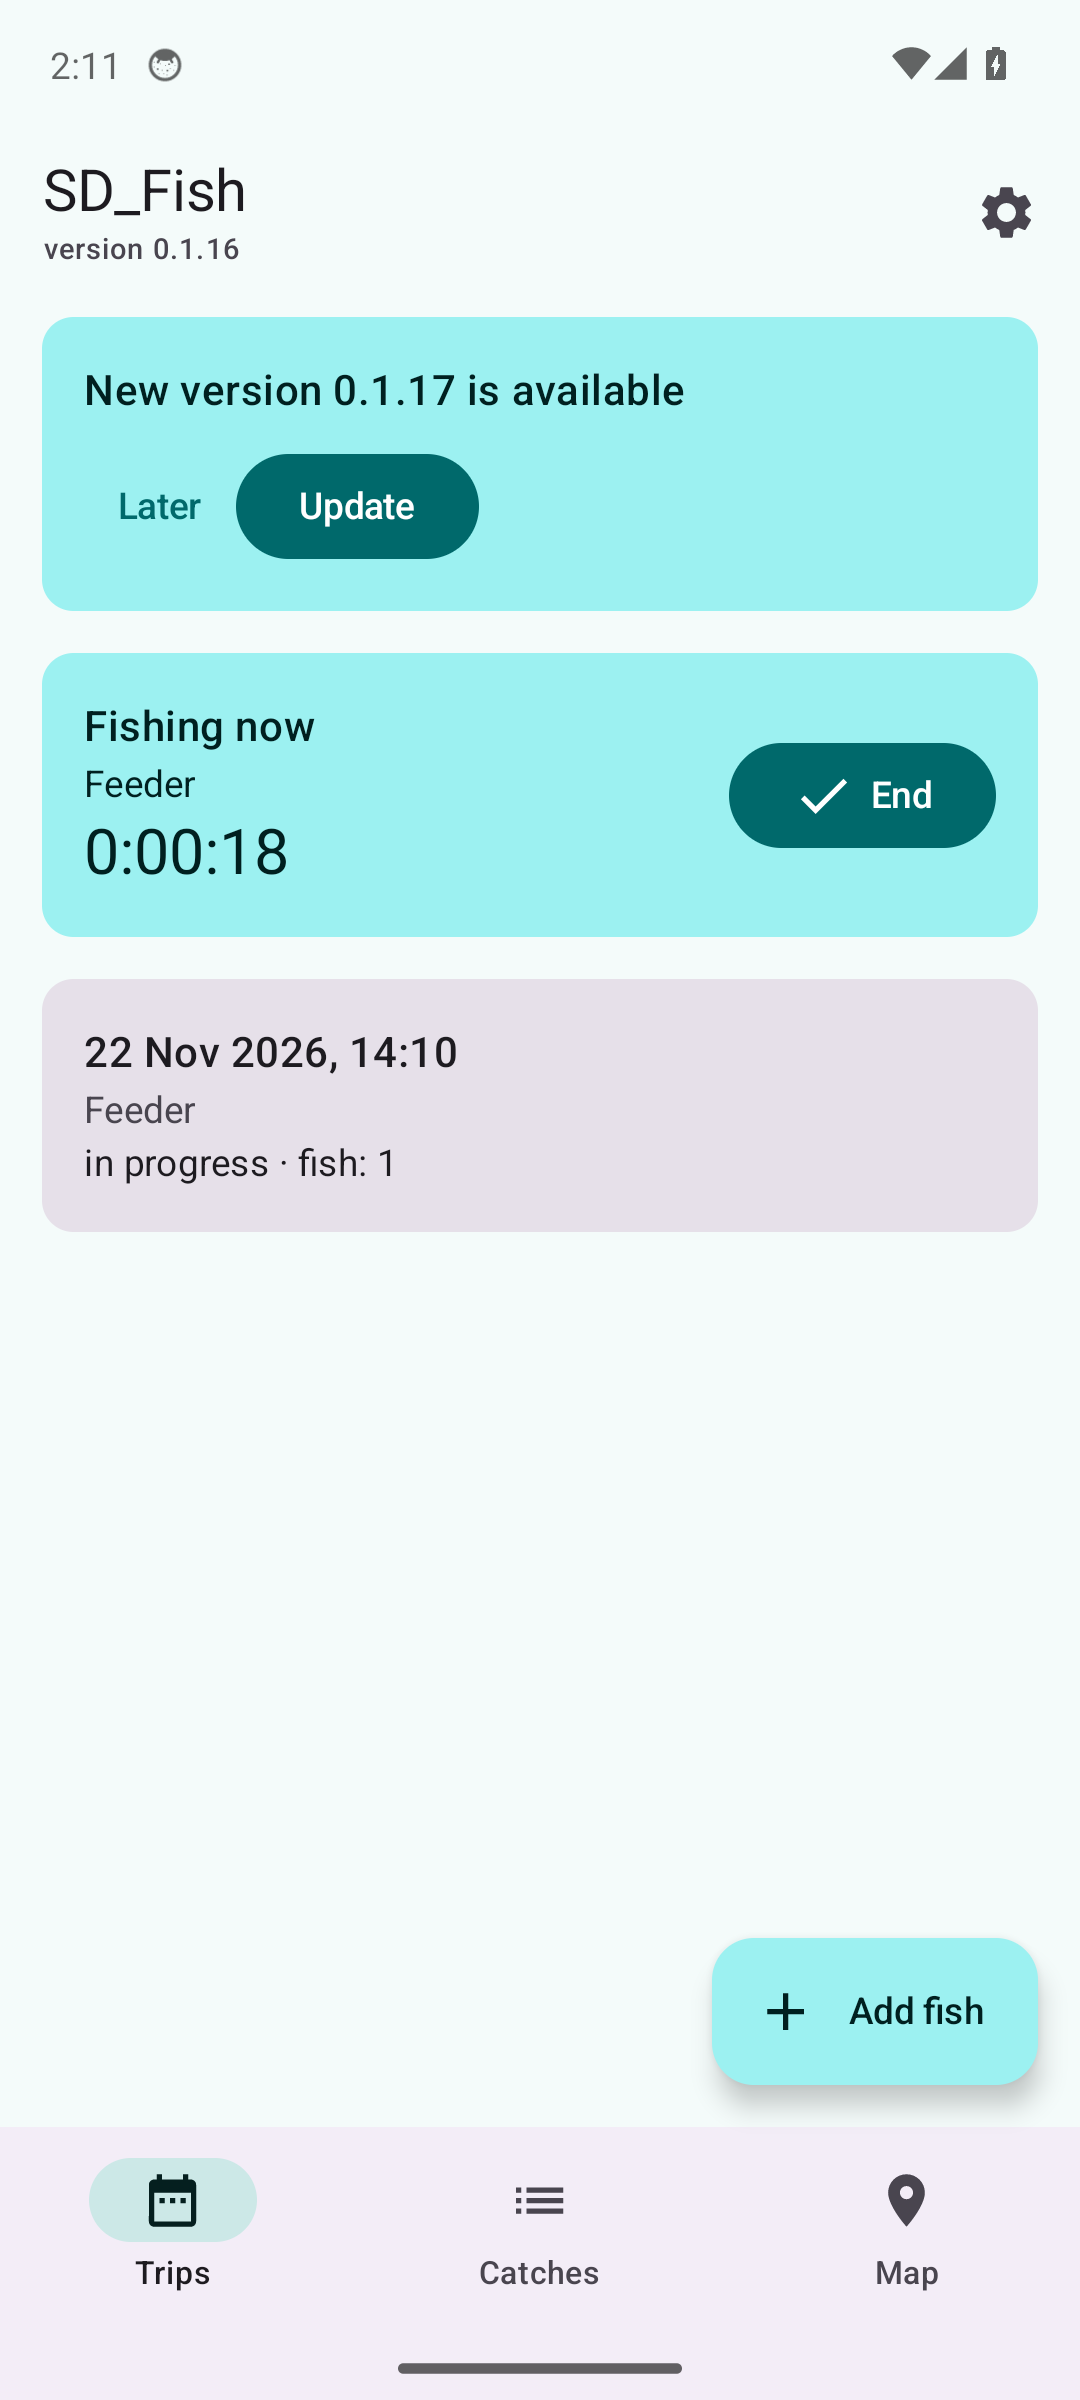 2:11
SD_Fish
version 0.1.16
New version 0.1.17 is available
Later
Update
Fishing now
Feeder
0:00:18
End
22 Nov 2026, 14:10
Feeder
in progress · fish: 1
Add fish
Trips
Catches
Map